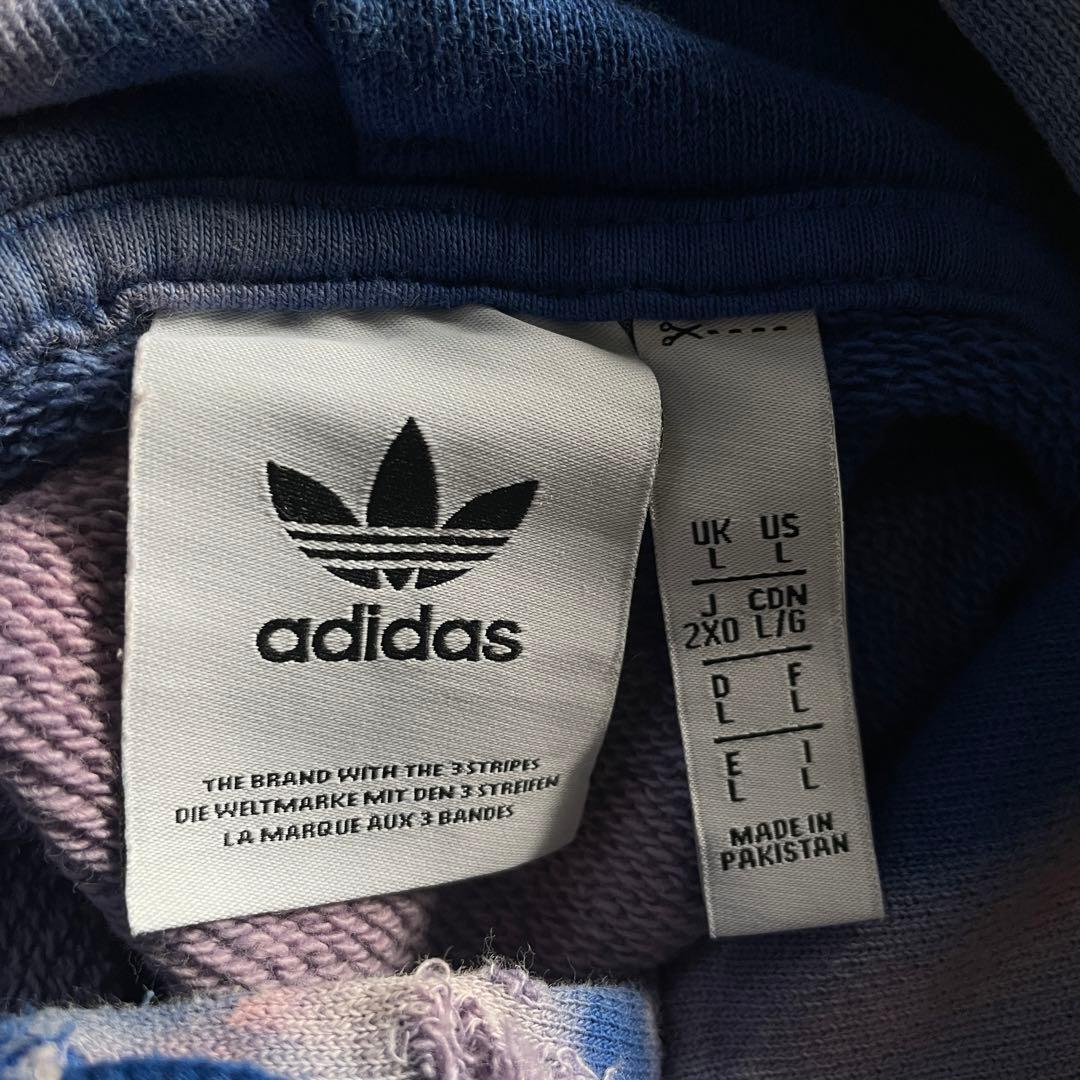 adidas
THE BRAND WITH THE 3 STRIPES
DIE WELTMARKE MIT DEN 3 STREIFEN
LA MARQUE AUX 3 BANDES
UK US
L L
J CDN
2XO L/G
D F
L L
E I
L L
MADE IN
PAKISTAN